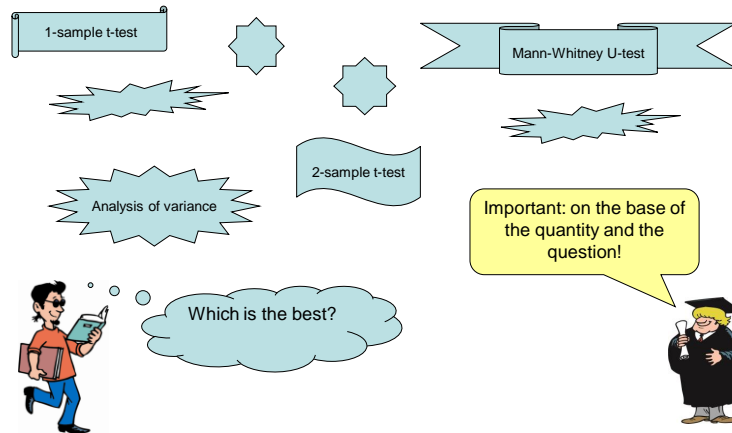 1-sample t-test
Mann-Whitney U-test
2-sample t-test
Analysis of variance
Important: on the base of
the quantity and the
question!
Which is the best?